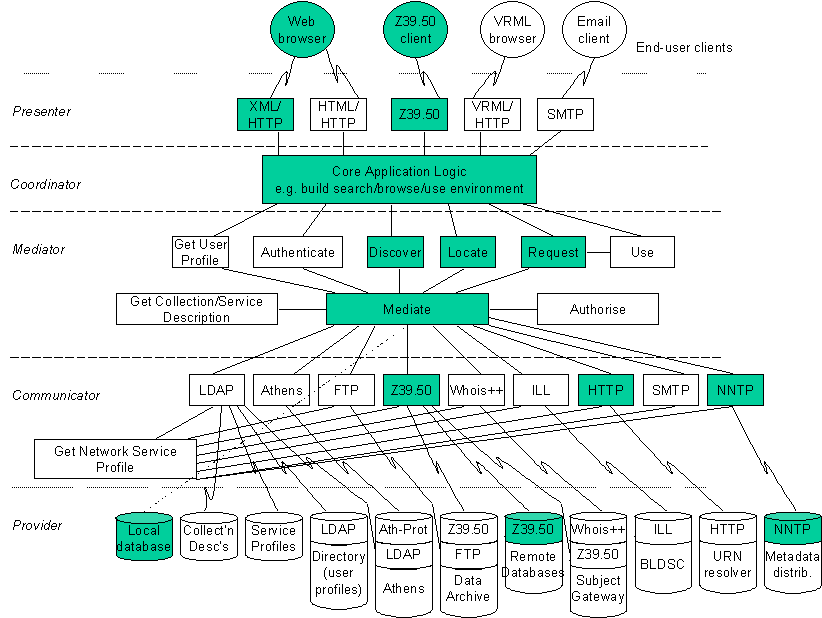 Web
browser
Z39.50
client
VRML
browser
Email
client
End-user clients
Presenter
XML/
HTTP
HTML/
HTTP
Z39.50
VRML/
HTTP
SMTP
Coordinator
Core Application Logic
e.g. build search/browse/use environment
Mediator
Get User
Profile
Authenticate
Discover
Locate
Request
Use
Get Collection/Service
Description
Mediate
Authorise
Communicator
LDAP
Athens
FTP
Z39.50
Whois++
ILL
HTTP
SMTP
NNTP
Get Network Service
Profile
Provider
Local
database
Collect'n
Desc's
Service
Profiles
LDAP
Directory
(user
profiles)
Ath-Prot
LDAP
Athens
Z39.50
FTP
Data
Archive
Z39.50
Remote
Databases
Whois++
Z39.50
Subject
Gateway
ILL
BLDSC
HTTP
URN
resolver
NNTP
Metadata
distrib.